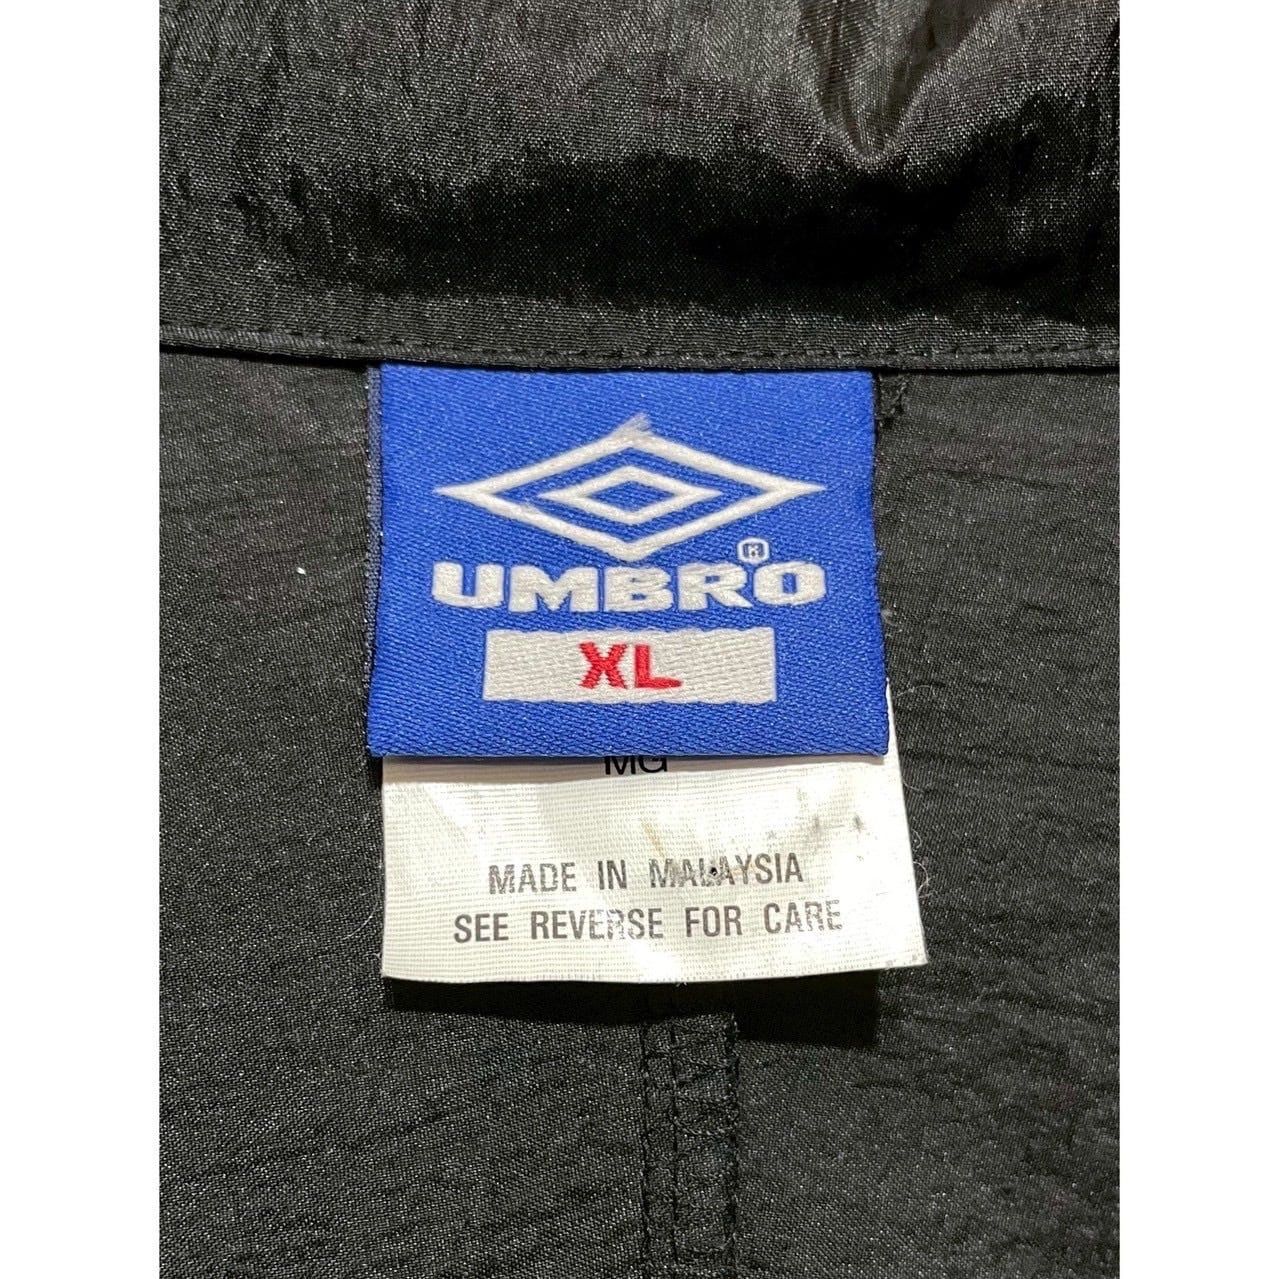 UMBRO®
XL
MG
MADE IN MALAYSIA
SEE REVERSE FOR CARE